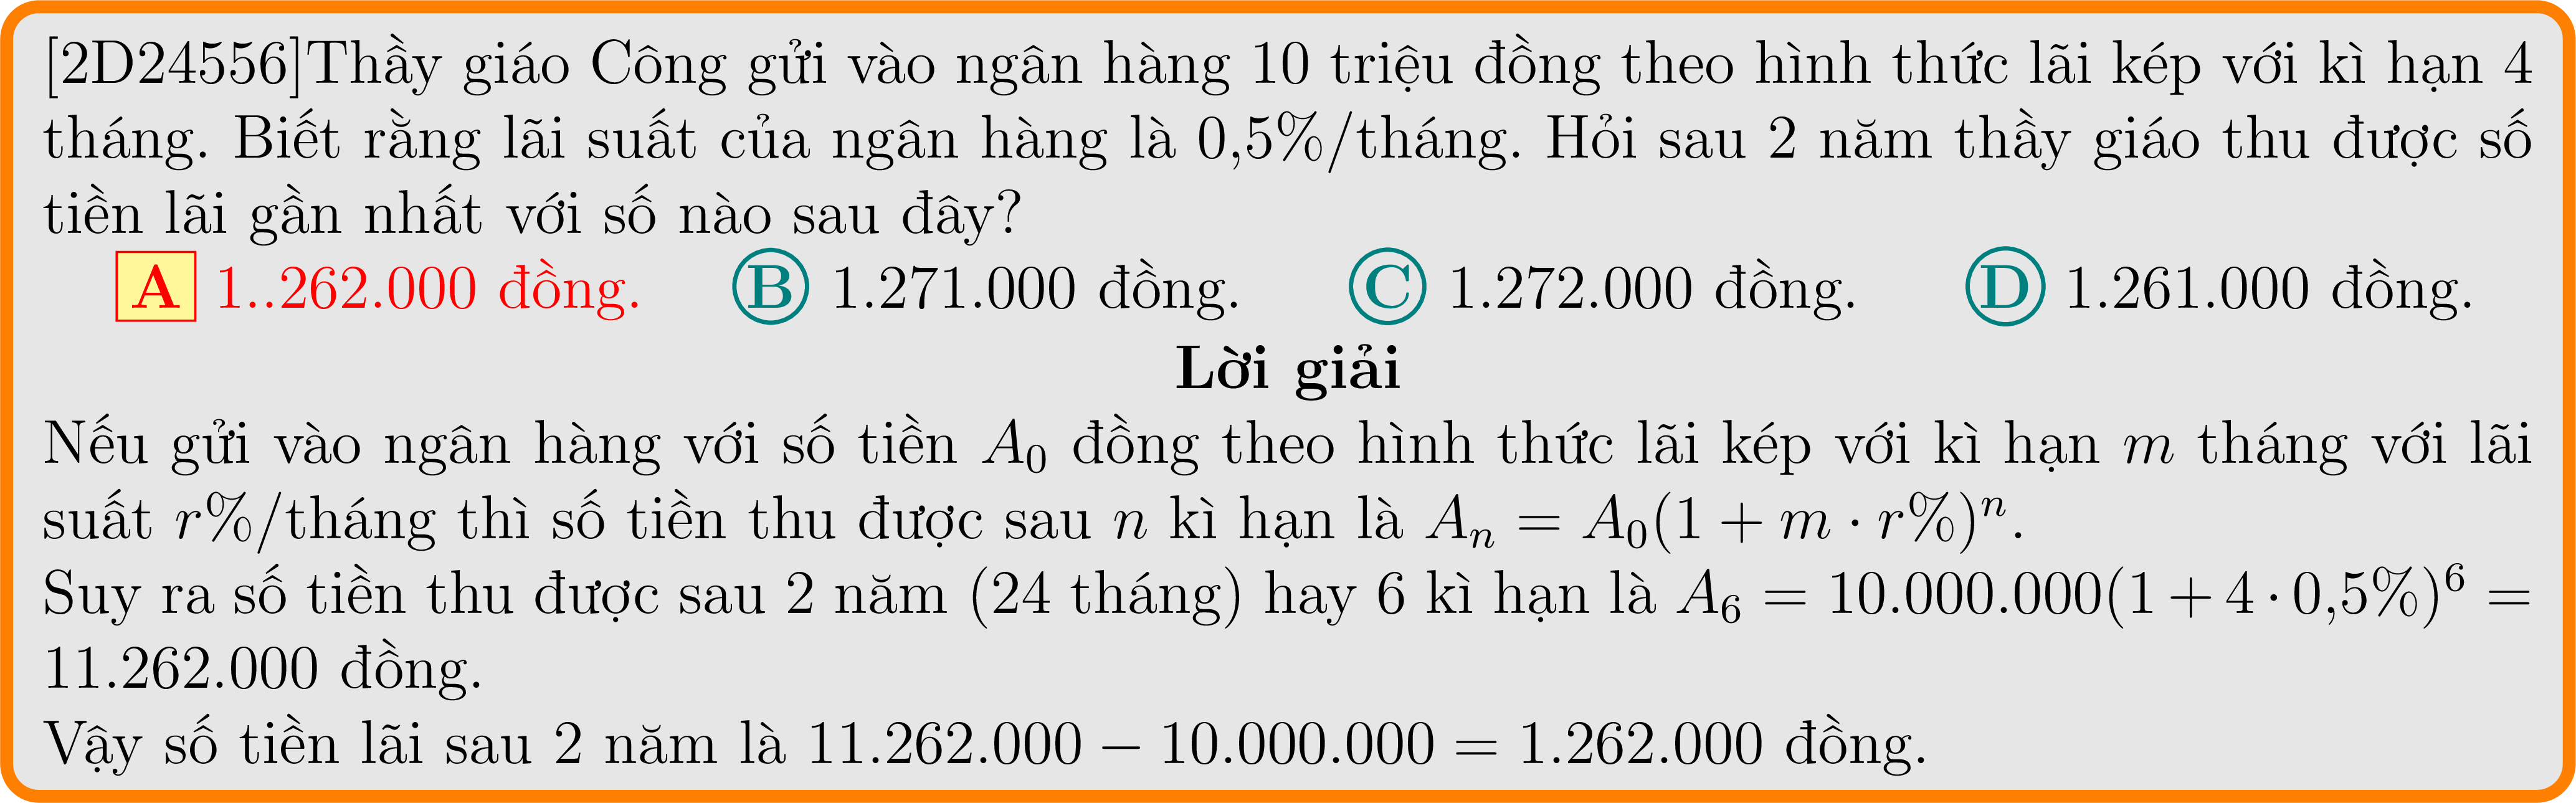 [2D24556]Thầy giáo Công gửi vào ngân hàng 10 triệu đồng theo hình thức lãi kép với kì hạn 4
tháng. Biết rằng lãi suất của ngân hàng là 0,5%/tháng. Hỏi sau 2 năm thầy giáo thu được số
tiền lãi gần nhất với số nào sau đây?
A 1..262.000 đồng. B 1.271.000 đồng. C 1.272.000 đồng. D 1.261.000 đồng.
Lời giải
Nếu gửi vào ngân hàng với số tiền $A_0$ đồng theo hình thức lãi kép với kì hạn $m$ tháng với lãi
suất $r\%$/tháng thì số tiền thu được sau $n$ kì hạn là $A_n = A_0(1 + m \cdot r\%)^n$.
Suy ra số tiền thu được sau 2 năm (24 tháng) hay 6 kì hạn là $A_6 = 10.000.000(1 + 4 \cdot 0,5\%)^6 =$
11.262.000 đồng.
Vậy số tiền lãi sau 2 năm là 11.262.000 − 10.000.000 = 1.262.000 đồng.